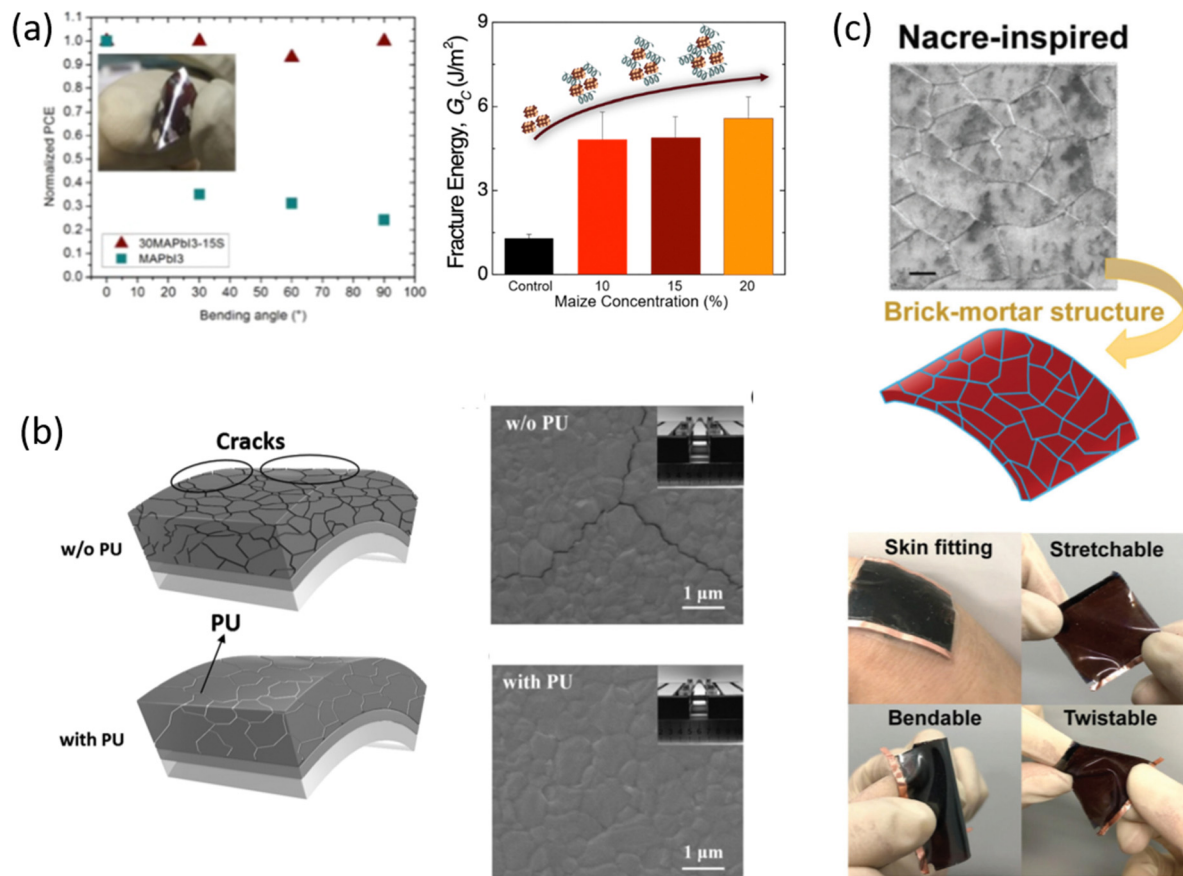 (a)
1.1
1.0
0.9
0.8
0.7
0.6
0.5
0.4
0.3
0.2
0.1
0.0
Normalized PCE
30MAPbI3-15S
MAPbI3
0 10 20 30 40 50 60 70 80 90 100
Bending angle (°)
Fracture Energy, G_C (J/m²)
9
6
3
0
Control 10 15 20
Maize Concentration (%)
(b)
Cracks
w/o PU
PU
with PU
w/o PU
1 µm
with PU
1 µm
(c)
Nacre-inspired
Brick-mortar structure
Skin fitting
Stretchable
Bendable
Twistable